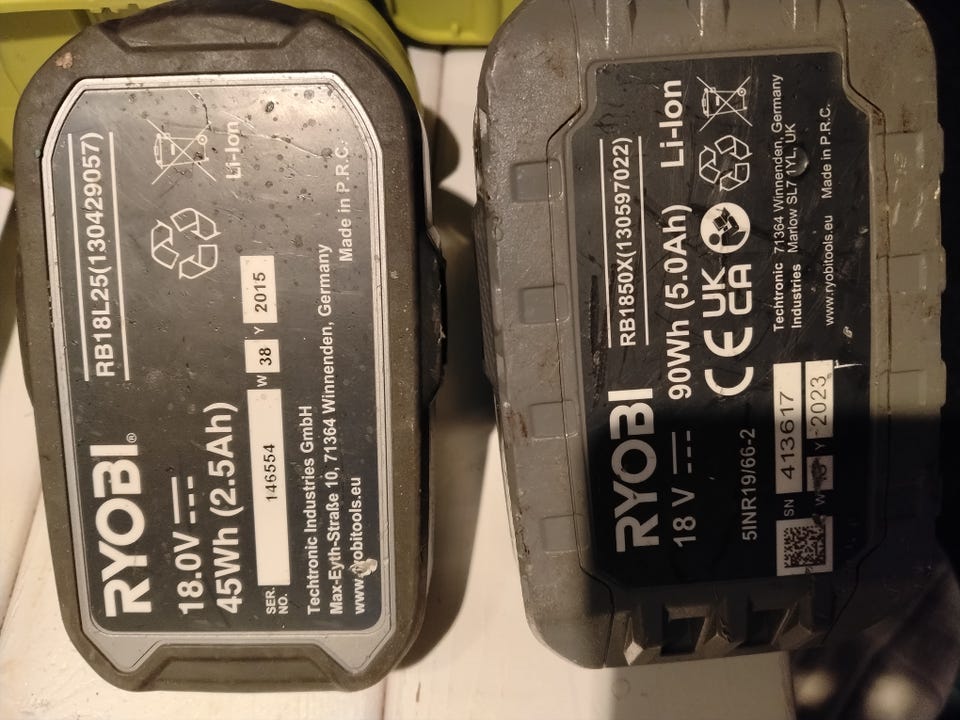 RYOBI®
RB18L25(130429057)
18.0V
45Wh (2.5Ah)
Li-Ion
SER. NO.
146554
W 38 Y 2015
Techtronic Industries GmbH
Max-Eyth-Straße 10, 71364 Winnenden, Germany
www.ryobitools.eu
Made in P.R.C.
RYOBI
RB1850X(130597022)
18 V
90Wh (5.0Ah)
Li-Ion
CE UK CA
5INR19/66-2
SN 413617
W Y 2023
Techtronic Industries
71364 Winnenden, Germany
Marlow SL7 1YL, UK
www.ryobitools.eu
Made in P.R.C.